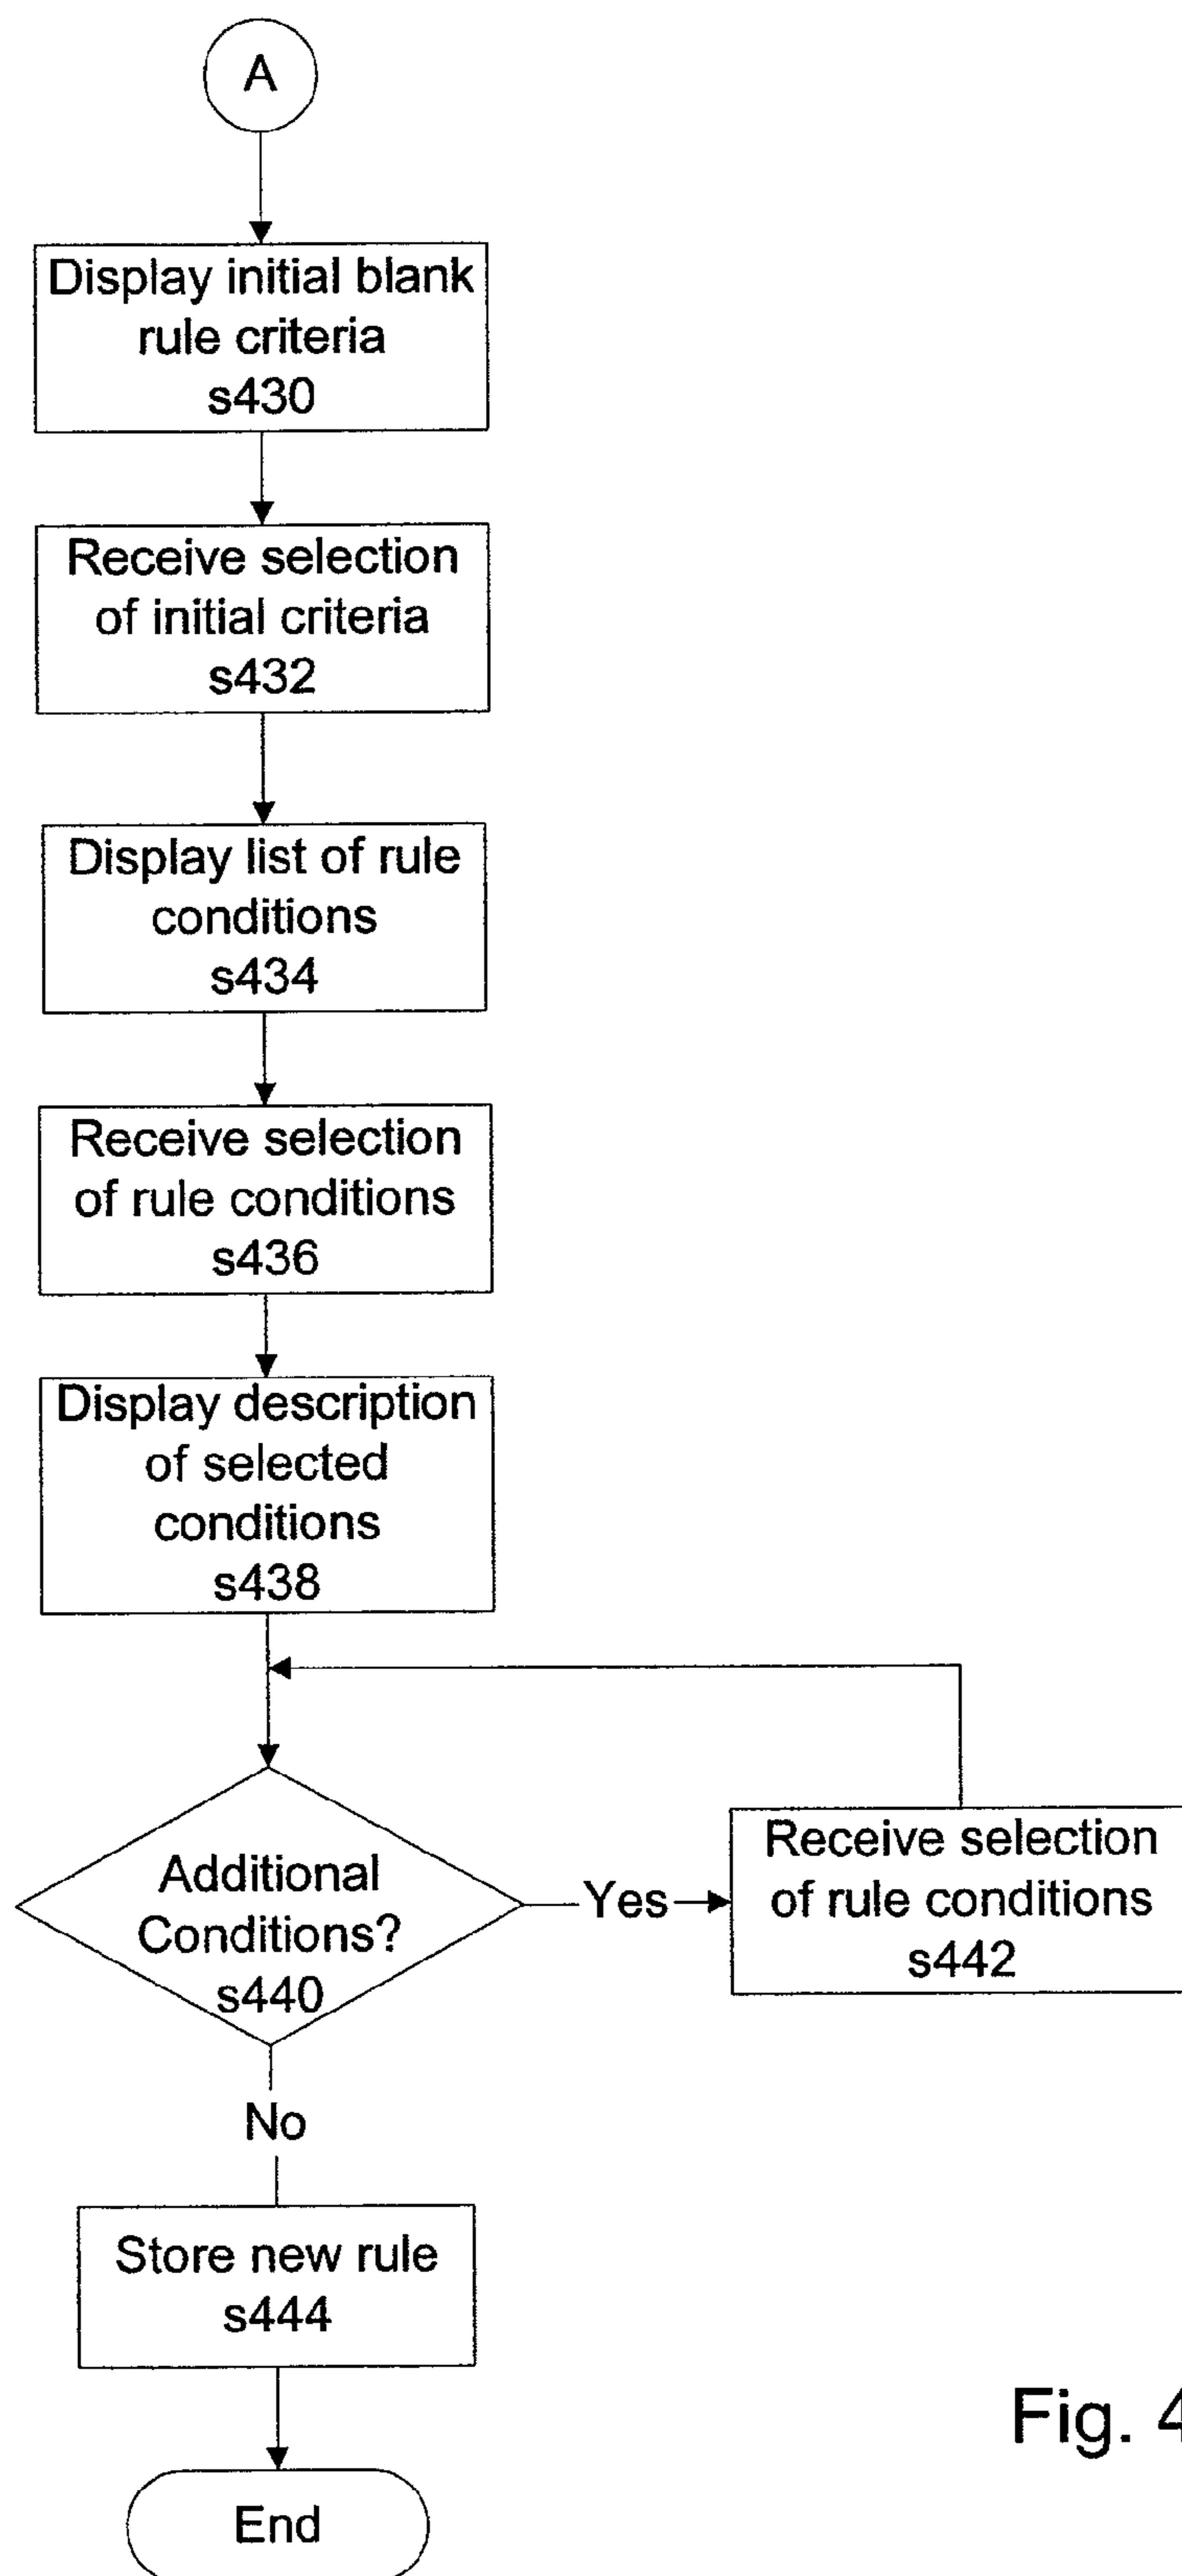 A
Display initial blank
rule criteria
s430
Receive selection
of initial criteria
s432
Display list of rule
conditions
s434
Receive selection
of rule conditions
s436
Display description
of selected
conditions
s438
Additional
Conditions?
s440
Yes
Receive selection
of rule conditions
s442
No
Store new rule
s444
End
Fig. 4